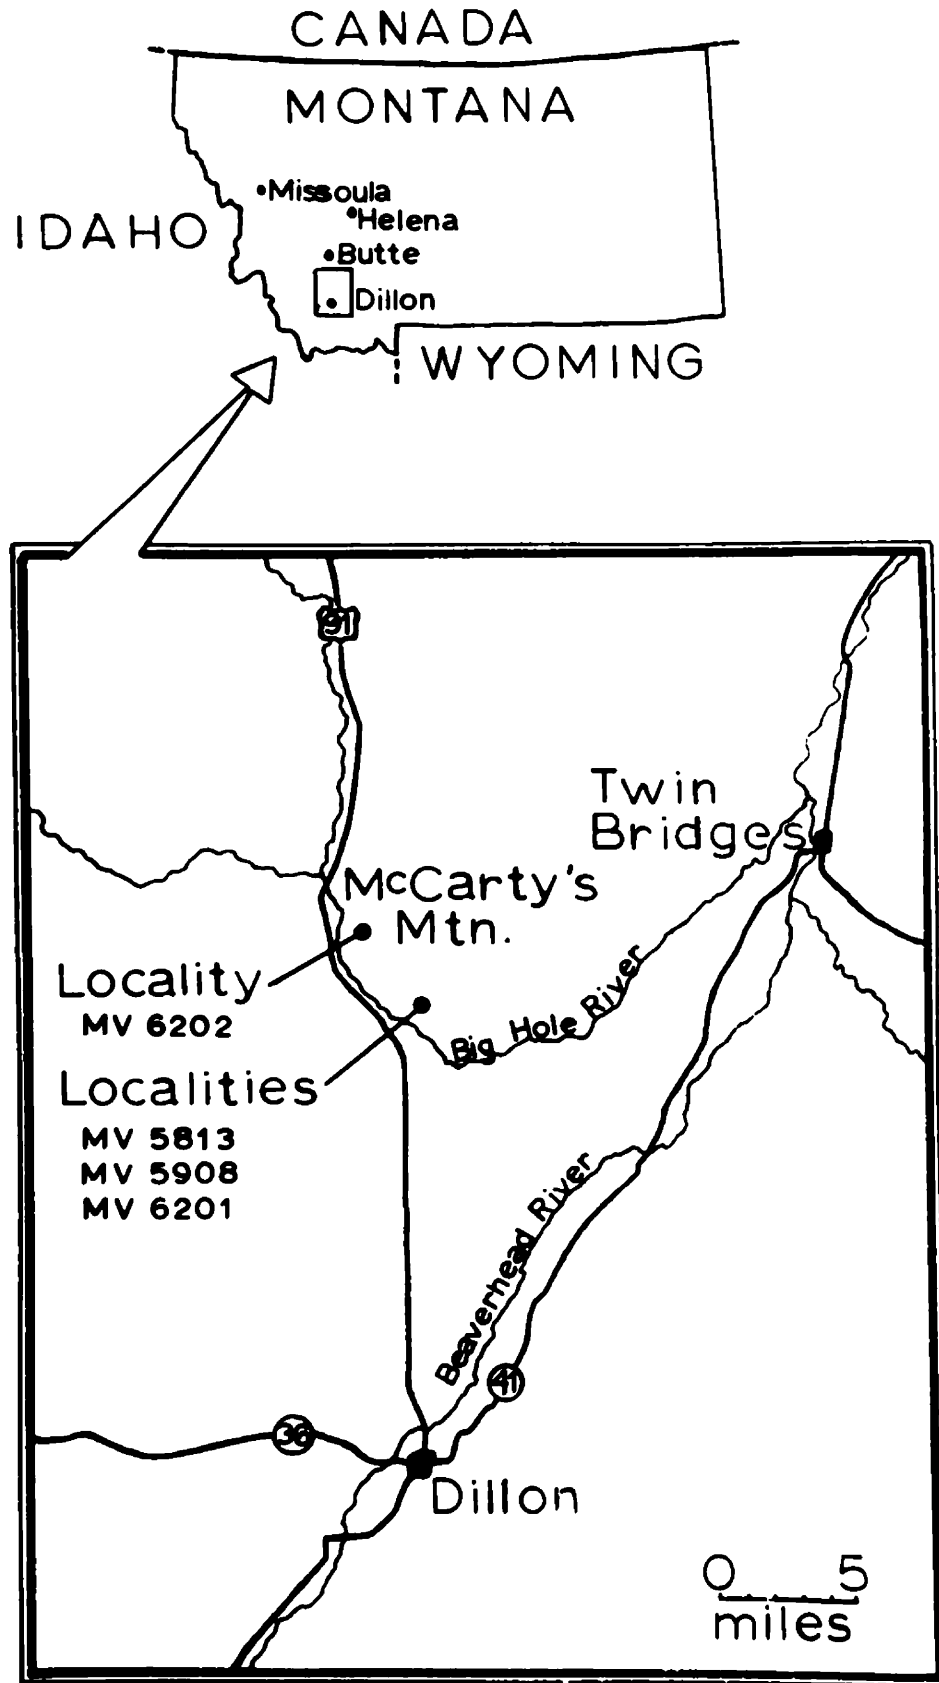 CANADA
MONTANA
Missoula
Helena
IDAHO
Butte
Dillon
WYOMING
91
Twin
Bridges
McCarty's
Mtn.
Locality
MV 6202
Big Hole River
Localities
MV 5813
MV 5908
MV 6201
Beaverhead River
41
36
Dillon
0 5
miles